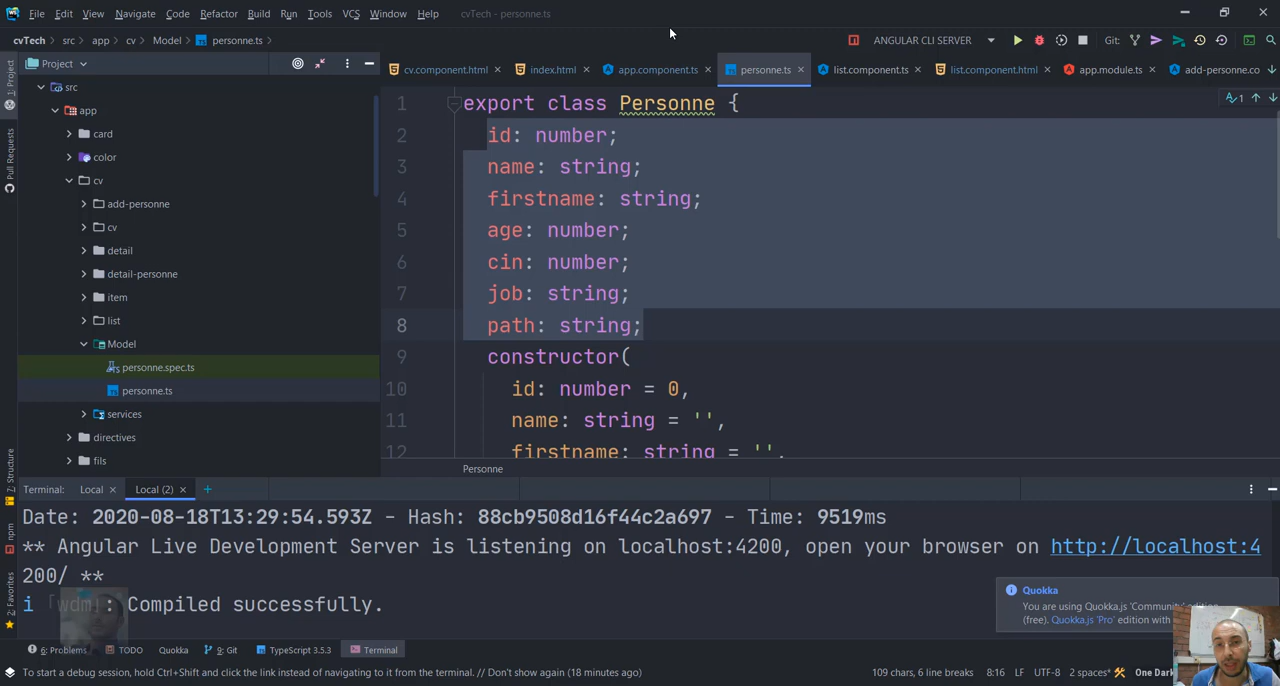 WS File Edit View Navigate Code Refactor Build Run Tools VCS Window Help cvTech - personne.ts
cvTech src app cv Model personne.ts ANGULAR CLI SERVER Git:
Project
cv.component.html index.html app.component.ts personne.ts list.component.ts list.component.html app.module.ts add-personne.co
1: Project
Pull Requests
Z: Structure
npm
2: Favorites
src
app
card
color
cv
add-personne
cv
detail
detail-personne
item
list
Model
personne.spec.ts
personne.ts
services
directives
fils
1 export class Personne {
2 id: number;
3 name: string;
4 firstname: string;
5 age: number;
6 cin: number;
7 job: string;
8 path: string;
9 constructor(
10 id: number = 0,
11 name: string = '',
12 firstname: string = '',
1
Personne
Terminal: Local Local (2) +
Date: 2020-08-18T13:29:54.593Z - Hash: 88cb9508d16f44c2a697 - Time: 9519ms
** Angular Live Development Server is listening on localhost:4200, open your browser on http://localhost:4
200/ **
i 「wdm」: Compiled successfully.
Quokka
You are using Quokka.js 'Community' edition
(free). Quokka.js 'Pro' edition with
6: Problems TODO Quokka 9: Git TypeScript 3.5.3 Terminal
To start a debug session, hold Ctrl+Shift and click the link instead of navigating to it from the terminal. // Don't show again (18 minutes ago) 109 chars, 6 line breaks 8:16 LF UTF-8 2 spaces* One Dark